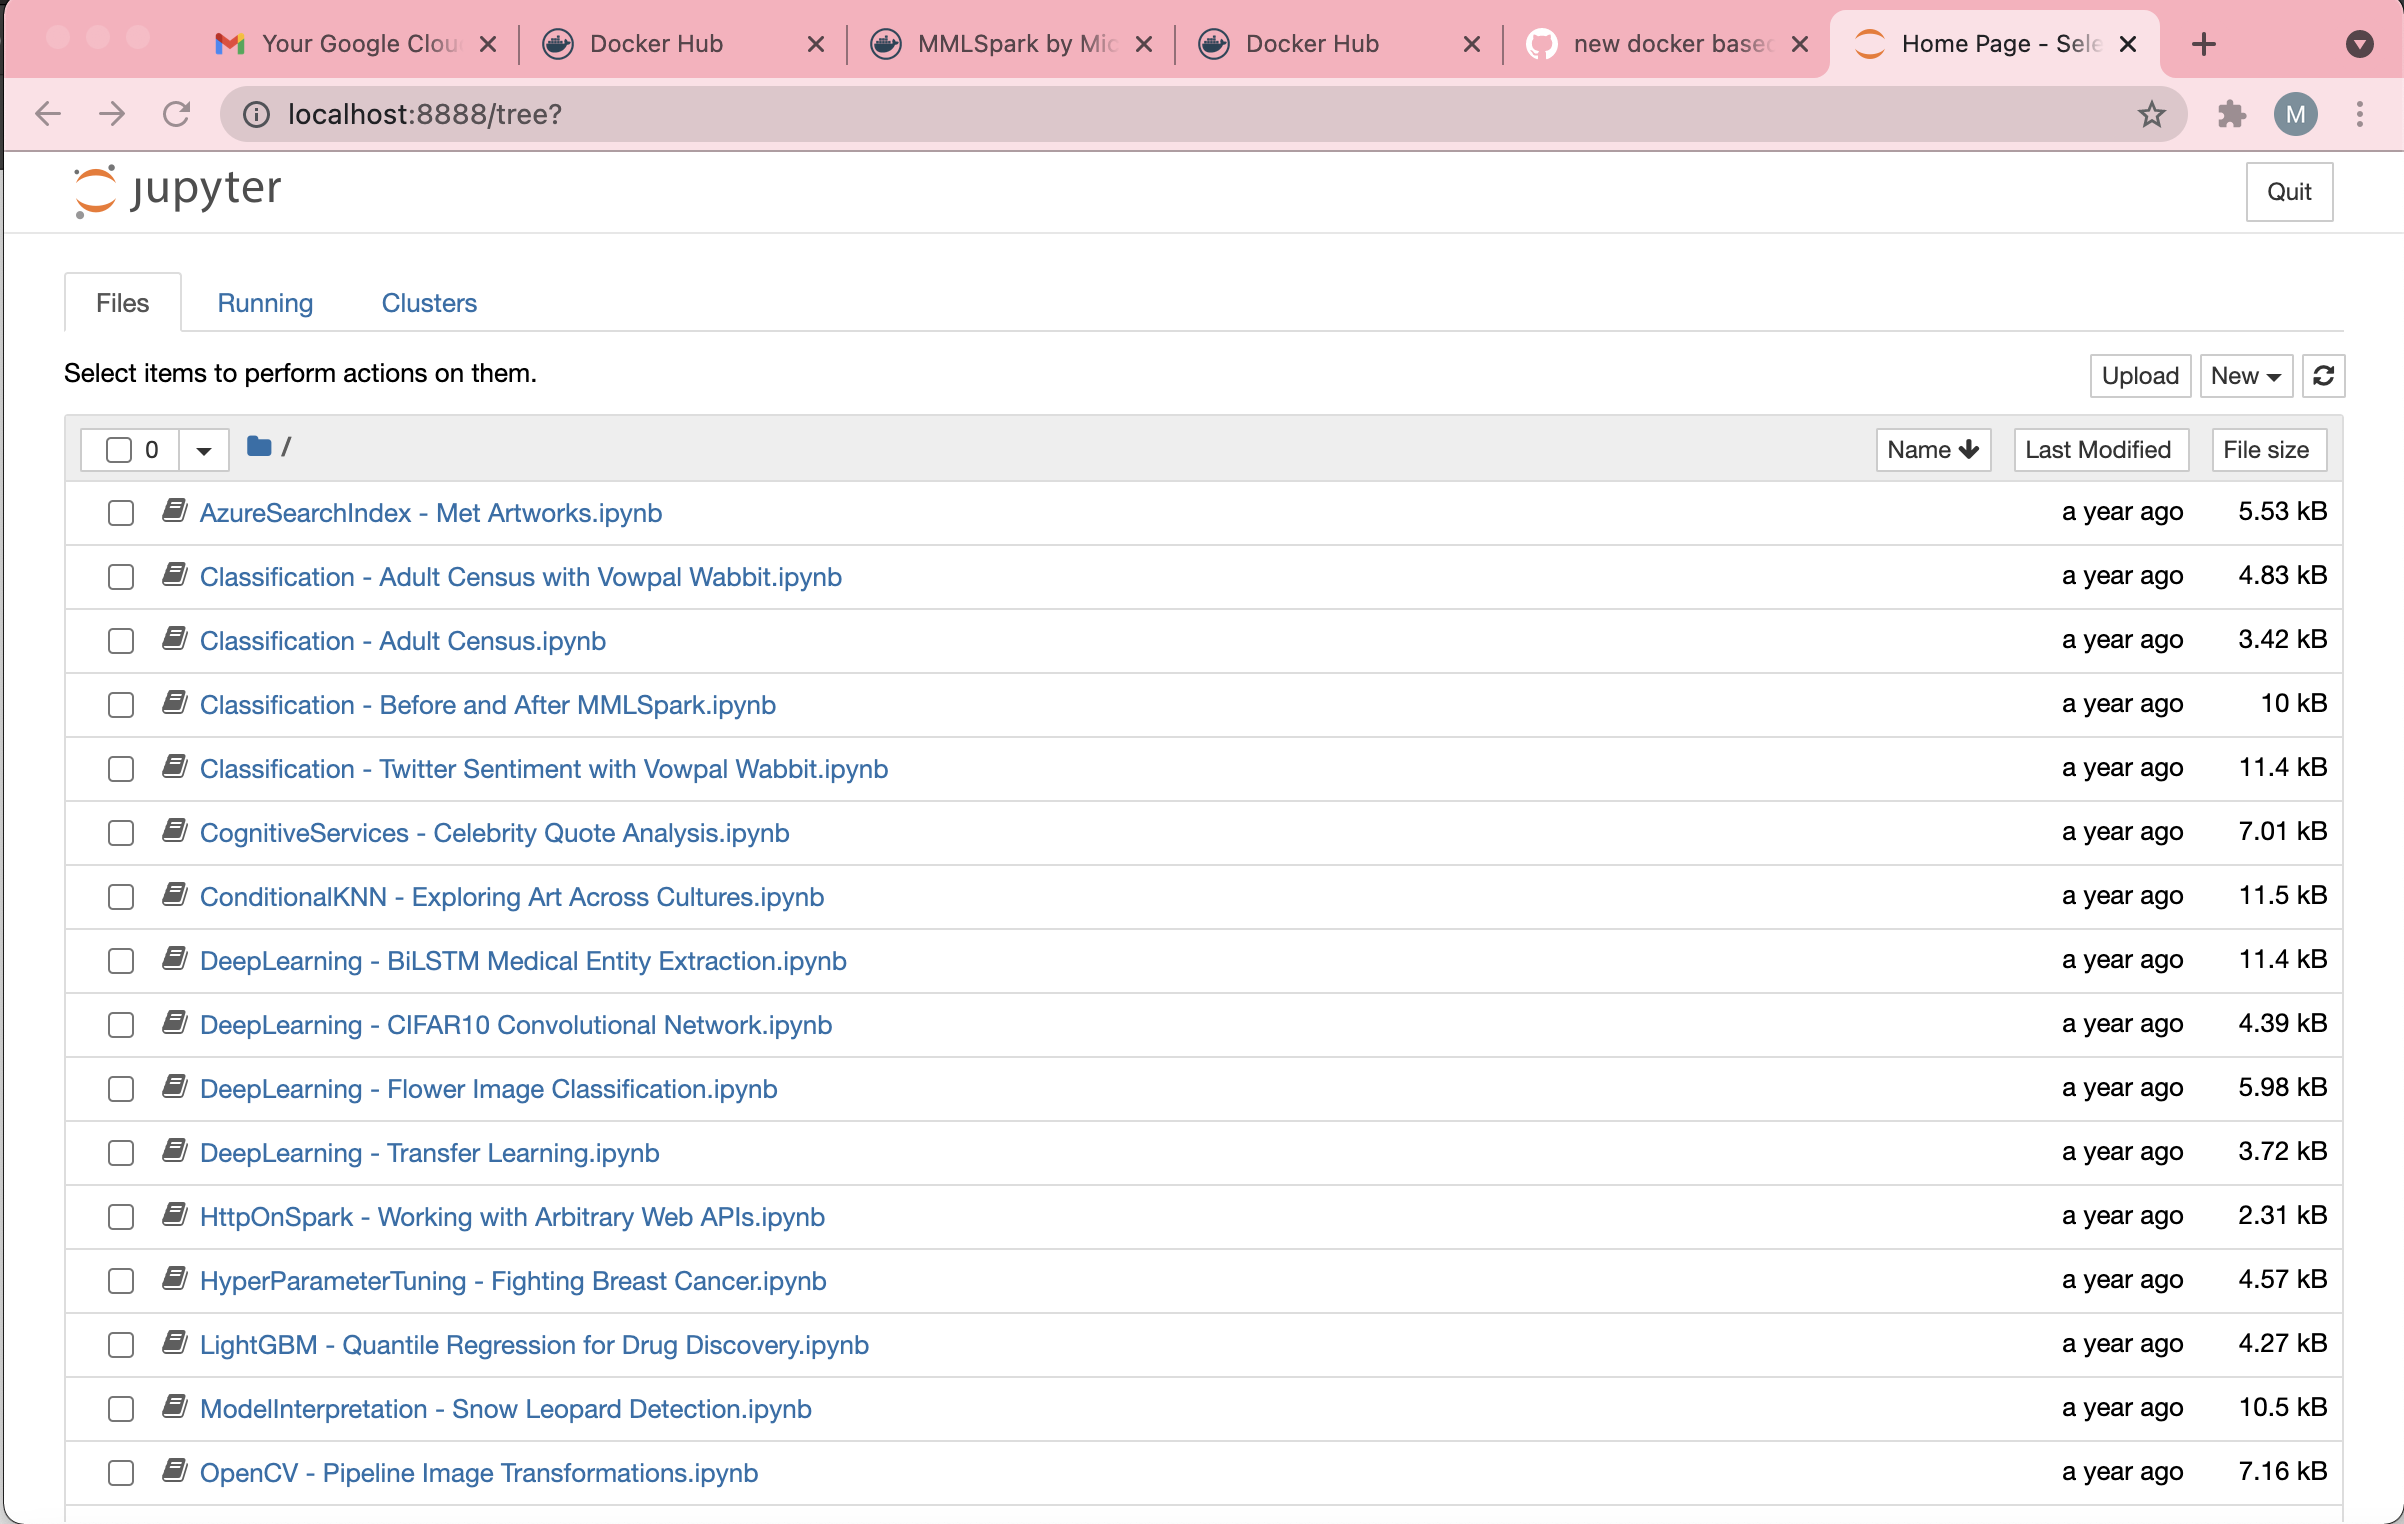 Your Google Clou
Docker Hub
MMLSpark by Mic
Docker Hub
new docker based
Home Page - Sele
localhost:8888/tree?
M
jupyter
Quit
Files
Running
Clusters
Select items to perform actions on them.
Upload
New
0
/
Name
Last Modified
File size
AzureSearchIndex - Met Artworks.ipynb a year ago 5.53 kB
Classification - Adult Census with Vowpal Wabbit.ipynb a year ago 4.83 kB
Classification - Adult Census.ipynb a year ago 3.42 kB
Classification - Before and After MMLSpark.ipynb a year ago 10 kB
Classification - Twitter Sentiment with Vowpal Wabbit.ipynb a year ago 11.4 kB
CognitiveServices - Celebrity Quote Analysis.ipynb a year ago 7.01 kB
ConditionalKNN - Exploring Art Across Cultures.ipynb a year ago 11.5 kB
DeepLearning - BiLSTM Medical Entity Extraction.ipynb a year ago 11.4 kB
DeepLearning - CIFAR10 Convolutional Network.ipynb a year ago 4.39 kB
DeepLearning - Flower Image Classification.ipynb a year ago 5.98 kB
DeepLearning - Transfer Learning.ipynb a year ago 3.72 kB
HttpOnSpark - Working with Arbitrary Web APIs.ipynb a year ago 2.31 kB
HyperParameterTuning - Fighting Breast Cancer.ipynb a year ago 4.57 kB
LightGBM - Quantile Regression for Drug Discovery.ipynb a year ago 4.27 kB
ModelInterpretation - Snow Leopard Detection.ipynb a year ago 10.5 kB
OpenCV - Pipeline Image Transformations.ipynb a year ago 7.16 kB